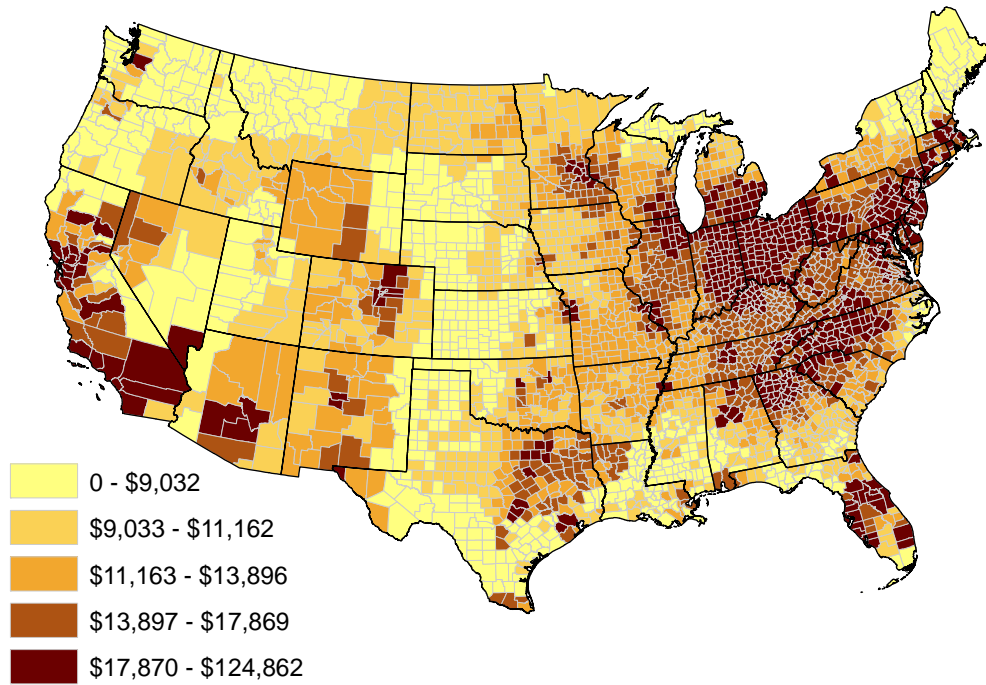 0 - $9,032
$9,033 - $11,162
$11,163 - $13,896
$13,897 - $17,869
$17,870 - $124,862